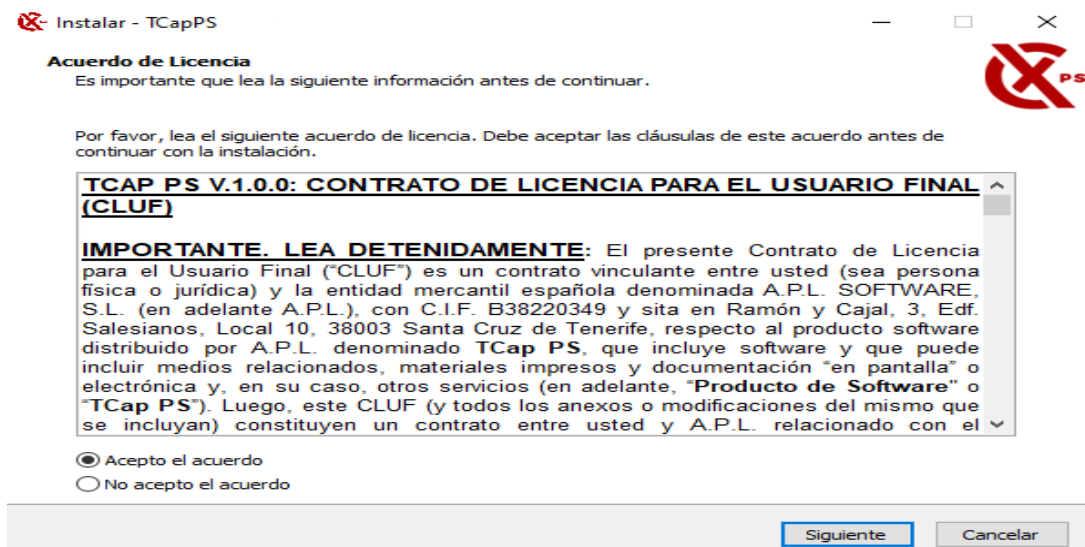 Instalar - TCapPS
Acuerdo de Licencia
Es importante que lea la siguiente información antes de continuar.
PS
Por favor, lea el siguiente acuerdo de licencia. Debe aceptar las cláusulas de este acuerdo antes de
continuar con la instalación.
TCAP PS V.1.0.0: CONTRATO DE LICENCIA PARA EL USUARIO FINAL
(CLUF)
IMPORTANTE. LEA DETENIDAMENTE: El presente Contrato de Licencia
para el Usuario Final (“CLUF”) es un contrato vinculante entre usted (sea persona
física o jurídica) y la entidad mercantil española denominada A.P.L. SOFTWARE,
S.L. (en adelante A.P.L.), con C.I.F. B38220349 y sita en Ramón y Cajal, 3, Edf.
Salesianos, Local 10, 38003 Santa Cruz de Tenerife, respecto al producto software
distribuido por A.P.L. denominado TCap PS, que incluye software y que puede
incluir medios relacionados, materiales impresos y documentación “en pantalla” o
electrónica y, en su caso, otros servicios (en adelante, “Producto de Software” o
“TCap PS”). Luego, este CLUF (y todos los anexos o modificaciones del mismo que
se incluyan) constituyen un contrato entre usted y A.P.L. relacionado con el
Acepto el acuerdo
No acepto el acuerdo
Siguiente
Cancelar